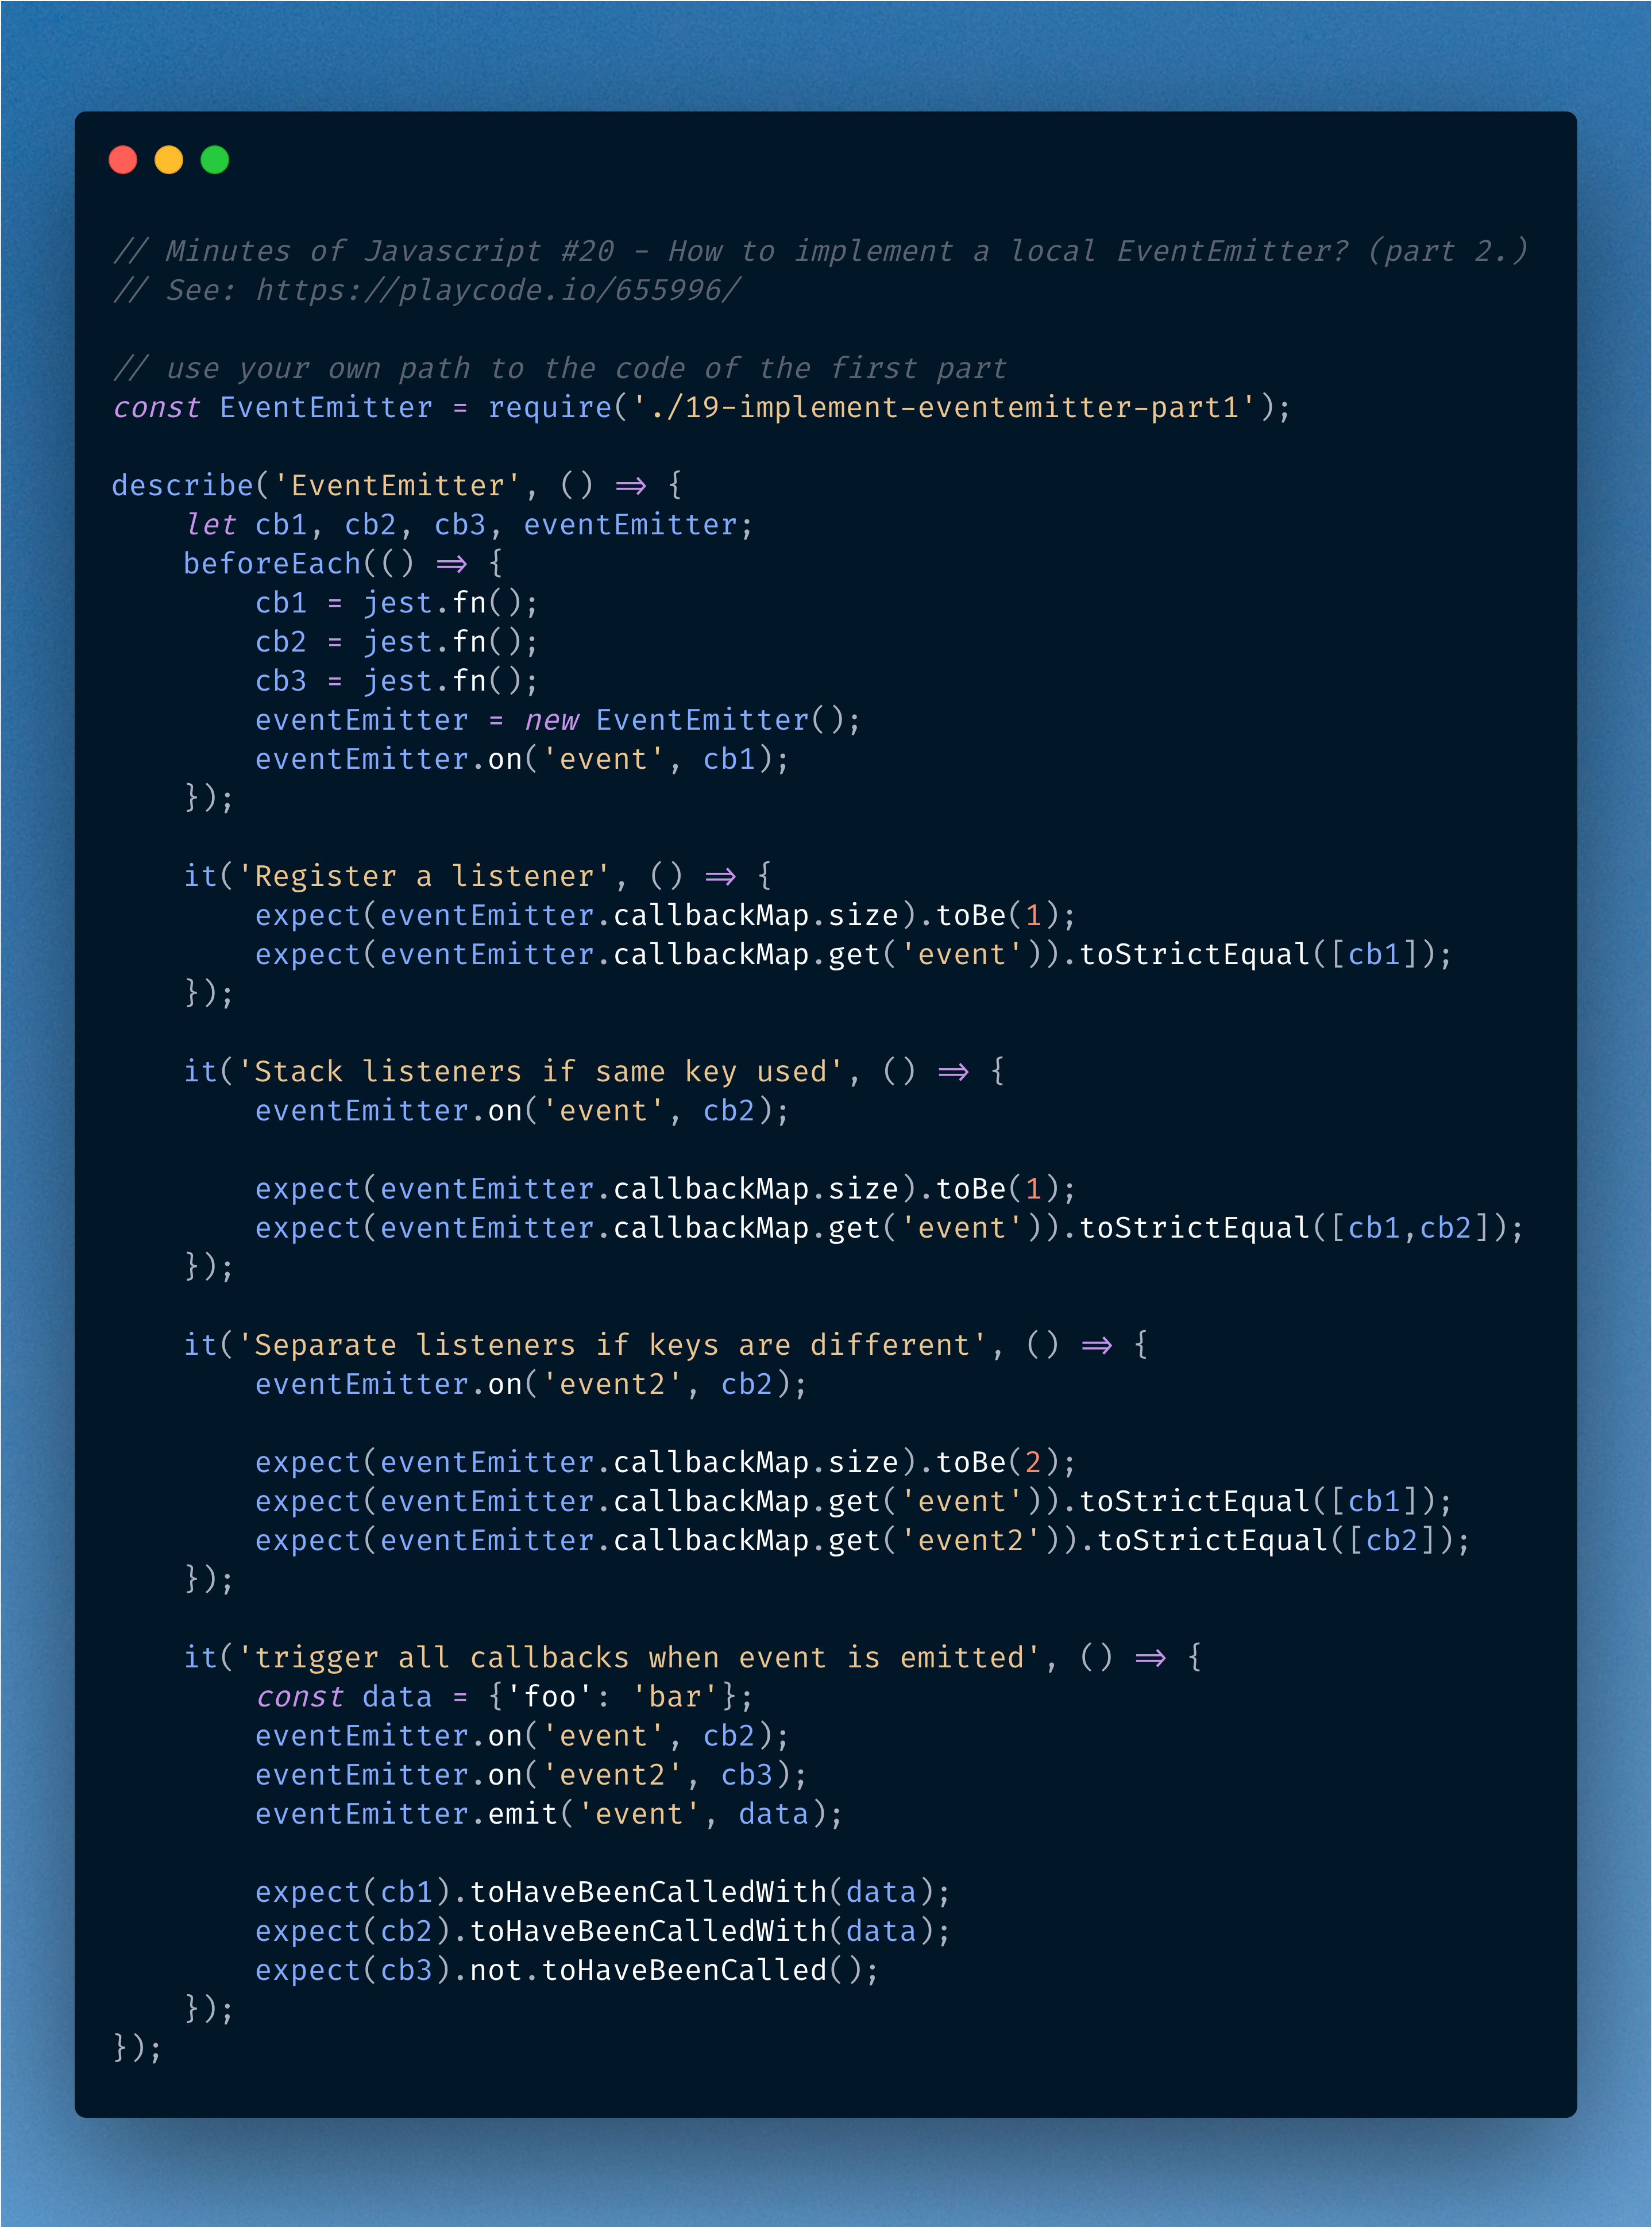 // Minutes of Javascript #20 - How to implement a local EventEmitter? (part 2.)
// See: https://playcode.io/655996/

// use your own path to the code of the first part
const EventEmitter = require('./19-implement-eventemitter-part1');

describe('EventEmitter', () => {
    let cb1, cb2, cb3, eventEmitter;
    beforeEach(() => {
        cb1 = jest.fn();
        cb2 = jest.fn();
        cb3 = jest.fn();
        eventEmitter = new EventEmitter();
        eventEmitter.on('event', cb1);
    });

    it('Register a listener', () => {
        expect(eventEmitter.callbackMap.size).toBe(1);
        expect(eventEmitter.callbackMap.get('event')).toStrictEqual([cb1]);
    });

    it('Stack listeners if same key used', () => {
        eventEmitter.on('event', cb2);

        expect(eventEmitter.callbackMap.size).toBe(1);
        expect(eventEmitter.callbackMap.get('event')).toStrictEqual([cb1,cb2]);
    });

    it('Separate listeners if keys are different', () => {
        eventEmitter.on('event2', cb2);

        expect(eventEmitter.callbackMap.size).toBe(2);
        expect(eventEmitter.callbackMap.get('event')).toStrictEqual([cb1]);
        expect(eventEmitter.callbackMap.get('event2')).toStrictEqual([cb2]);
    });

    it('trigger all callbacks when event is emitted', () => {
        const data = {'foo': 'bar'};
        eventEmitter.on('event', cb2);
        eventEmitter.on('event2', cb3);
        eventEmitter.emit('event', data);

        expect(cb1).toHaveBeenCalledWith(data);
        expect(cb2).toHaveBeenCalledWith(data);
        expect(cb3).not.toHaveBeenCalled();
    });
});